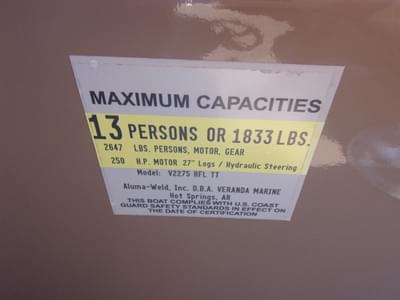 MAXIMUM CAPACITIES
13 PERSONS OR 1833 LBS.
2647 LBS. PERSONS, MOTOR, GEAR
250 H.P. MOTOR 27" Legs / Hydraulic Steering
Model: V2275 RFL TT
Aluma-Weld, Inc. D.B.A. VERANDA MARINE
Hot Springs, AR
THIS BOAT COMPLIES WITH U.S. COAST
GUARD SAFETY STANDARDS IN EFFECT ON
THE DATE OF CERTIFICATION